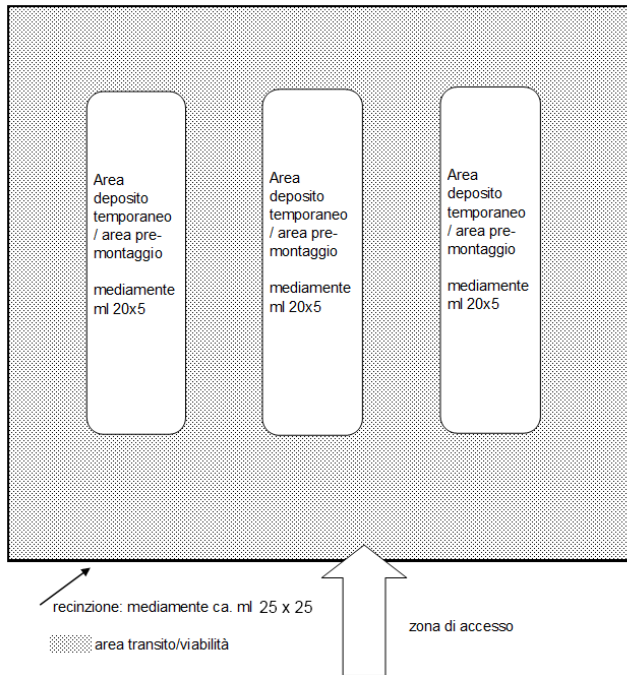 Area
deposito
temporaneo
/ area pre-
montaggio
mediamente
ml 20x5
Area
deposito
temporaneo
/ area pre-
montaggio
mediamente
ml 20x5
Area
deposito
temporaneo
/ area pre-
montaggio
mediamente
ml 20x5
recinzione: mediamente ca. ml 25 x 25
zona di accesso
area transito/viabilità